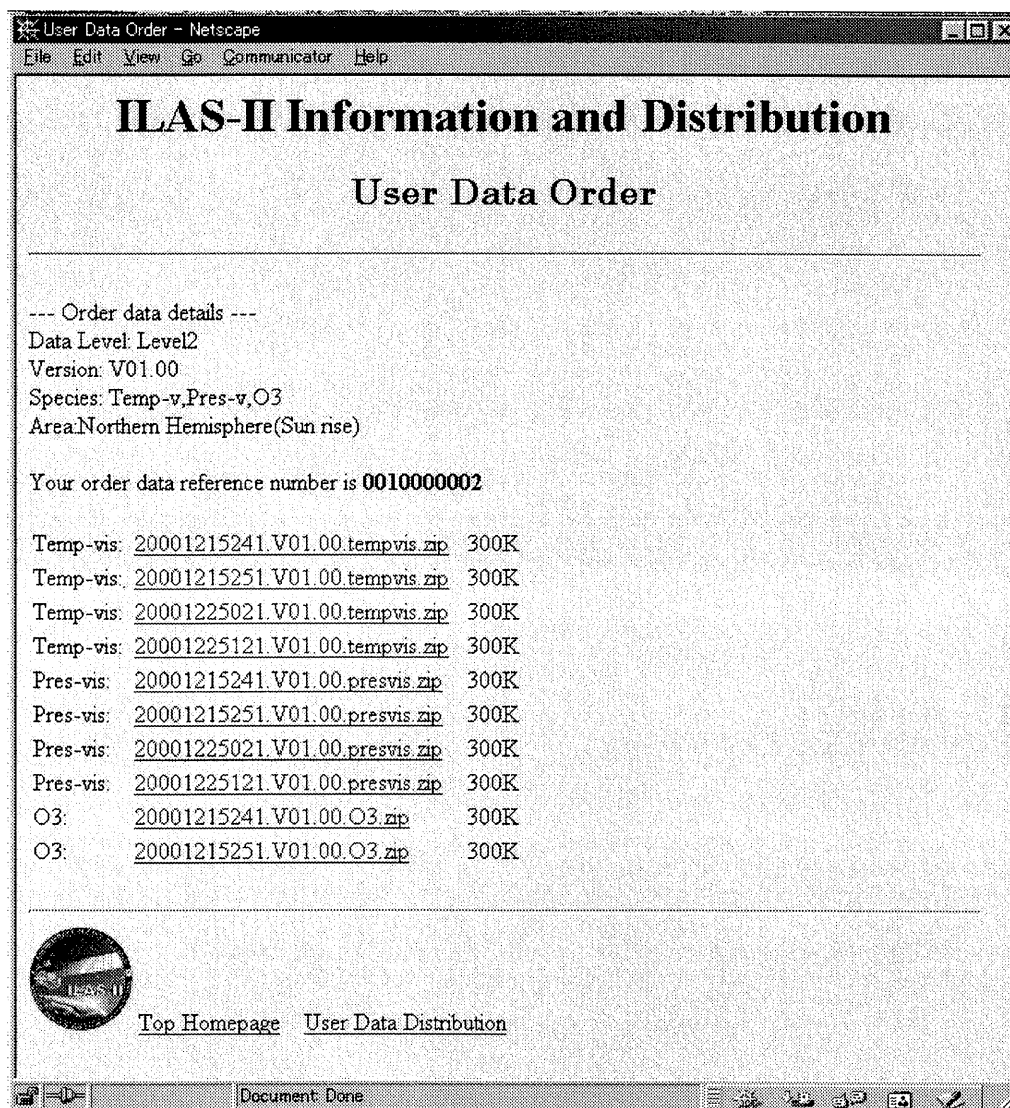 User Data Order - Netscape
File Edit View Go Communicator Help
ILAS-II Information and Distribution
User Data Order
--- Order data details ---
Data Level: Level2
Version: V01.00
Species: Temp-v,Pres-v,O3
Area:Northern Hemisphere(Sun rise)
Your order data reference number is 0010000002
Temp-vis: 20001215241.V01.00.tempvis.zip 300K
Temp-vis: 20001215251.V01.00.tempvis.zip 300K
Temp-vis: 20001225021.V01.00.tempvis.zip 300K
Temp-vis: 20001225121.V01.00.tempvis.zip 300K
Pres-vis: 20001215241.V01.00.presvis.zip 300K
Pres-vis: 20001215251.V01.00.presvis.zip 300K
Pres-vis: 20001225021.V01.00.presvis.zip 300K
Pres-vis: 20001225121.V01.00.presvis.zip 300K
O3: 20001215241.V01.00.O3.zip 300K
O3: 20001215251.V01.00.O3.zip 300K
ILAS-II
Top Homepage User Data Distribution
Document: Done